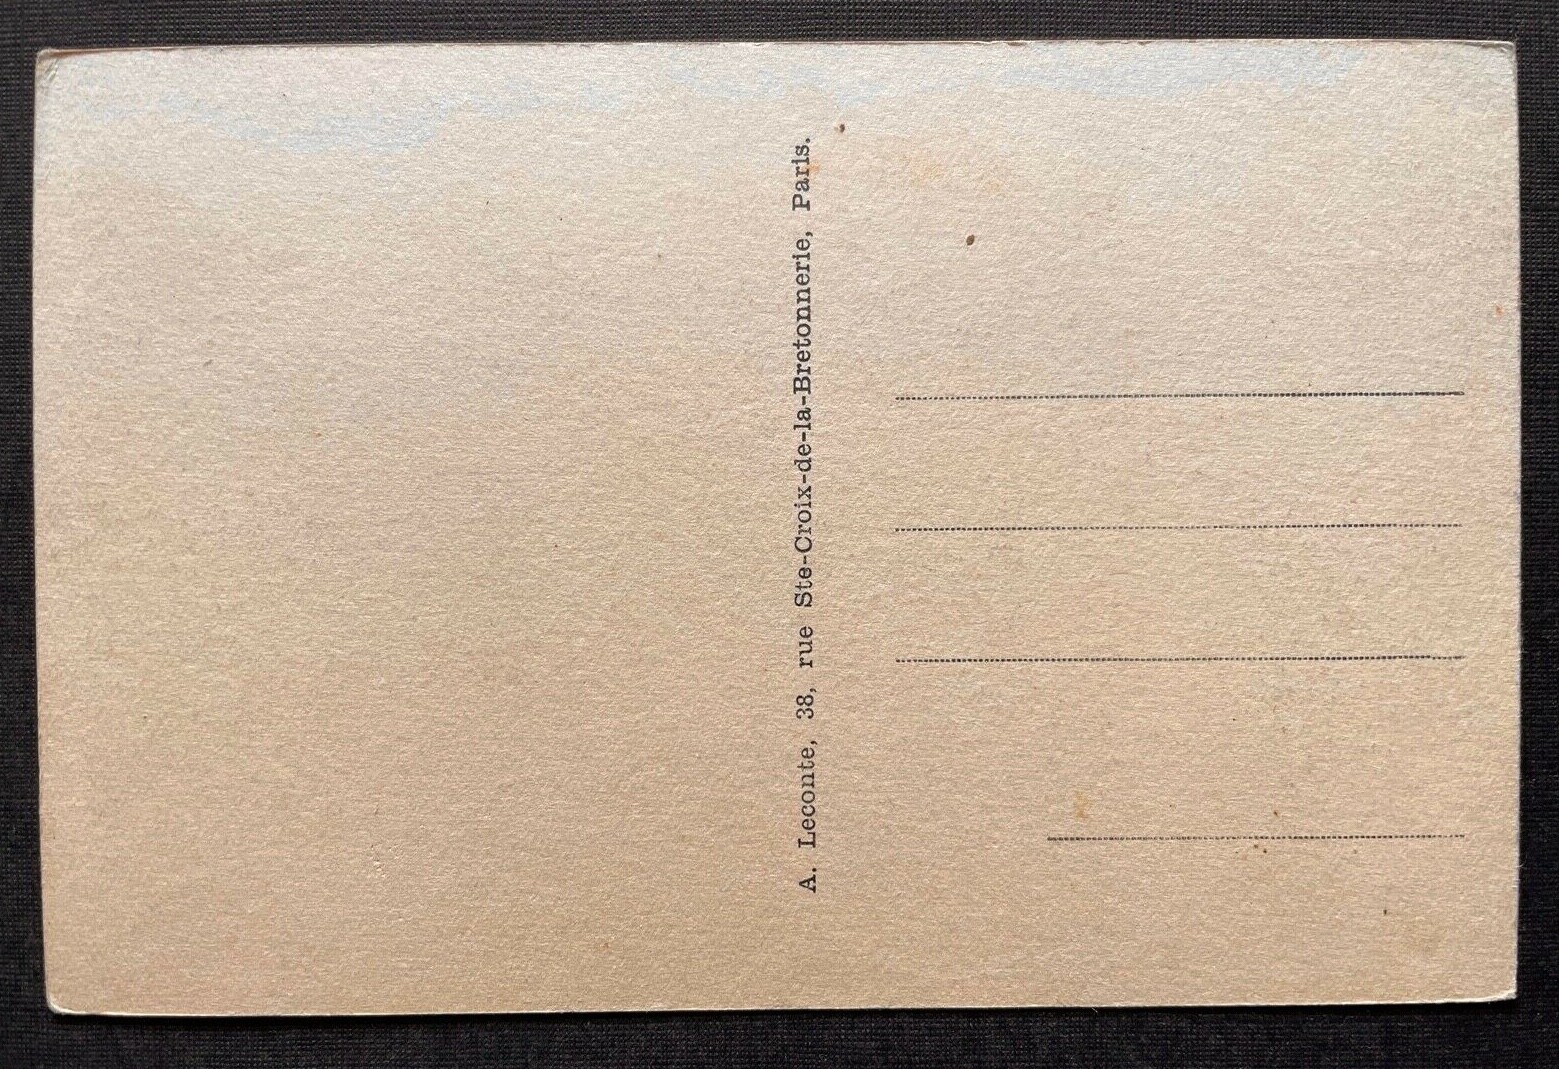 A. Leconte, 38, rue Ste-Croix-de-la-Bretonnerie, Paris.